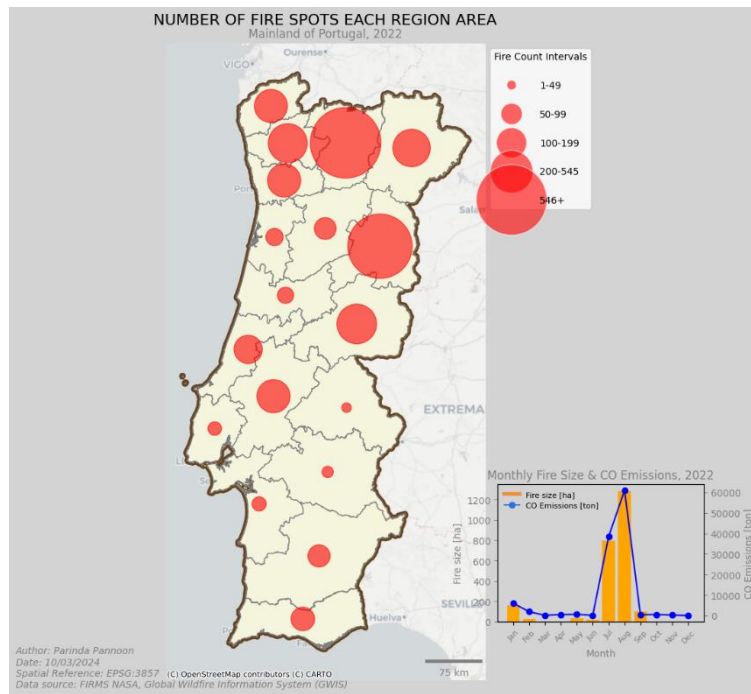 NUMBER OF FIRE SPOTS EACH REGION AREA
Mainland of Portugal, 2022
Ourense
VIGO
Fire Count Intervals
1-49
50-99
100-199
200-545
546+
Salam
EXTREMA
Monthly Fire Size & CO Emissions, 2022
Fire size [ha]
CO Emissions [ton]
1200
1000
800
600
400
200
0
Fire size [ha]
60000
50000
40000
30000
20000
10000
0
CO Emissions [ton]
Jan
Feb
Mar
Apr
May
Jun
Jul
Aug
Sep
Oct
Nov
Dec
Month
SEVILL
Huelva
75 km
Author: Parinda Pannoon
Date: 10/03/2024
Spatial Reference: EPSG:3857
(C) OpenStreetMap contributors (C) CARTO
Data source: FIRMS NASA, Global Wildfire Information System (GWIS)